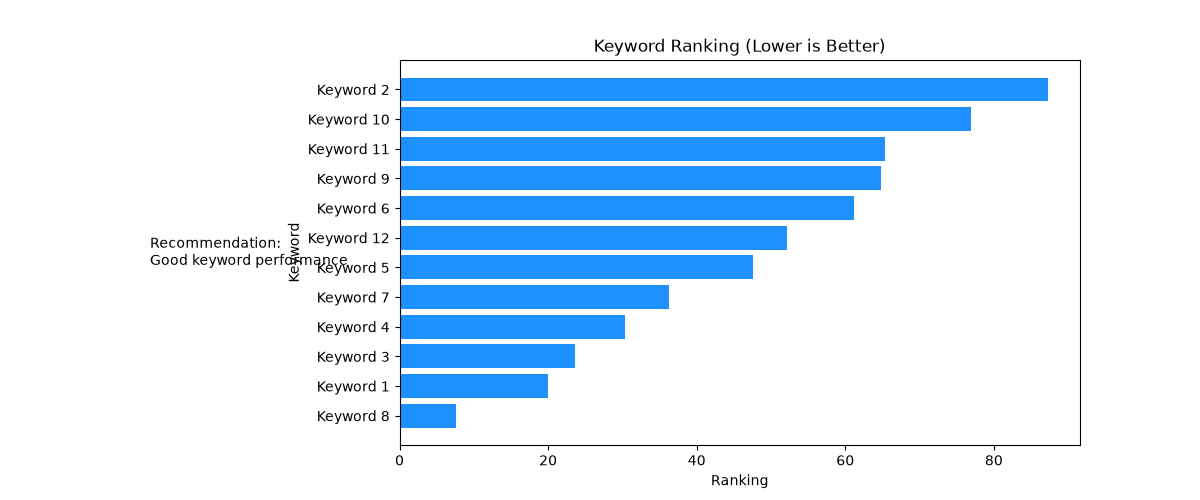 Keyword Ranking (Lower is Better)
Keyword 2
Keyword 10
Keyword 11
Keyword 9
Keyword 6
Keyword 12
Keyword 5
Keyword 7
Keyword 4
Keyword 3
Keyword 1
Keyword 8
Keyword
Recommendation:
Good keyword performance
0 20 40 60 80
Ranking